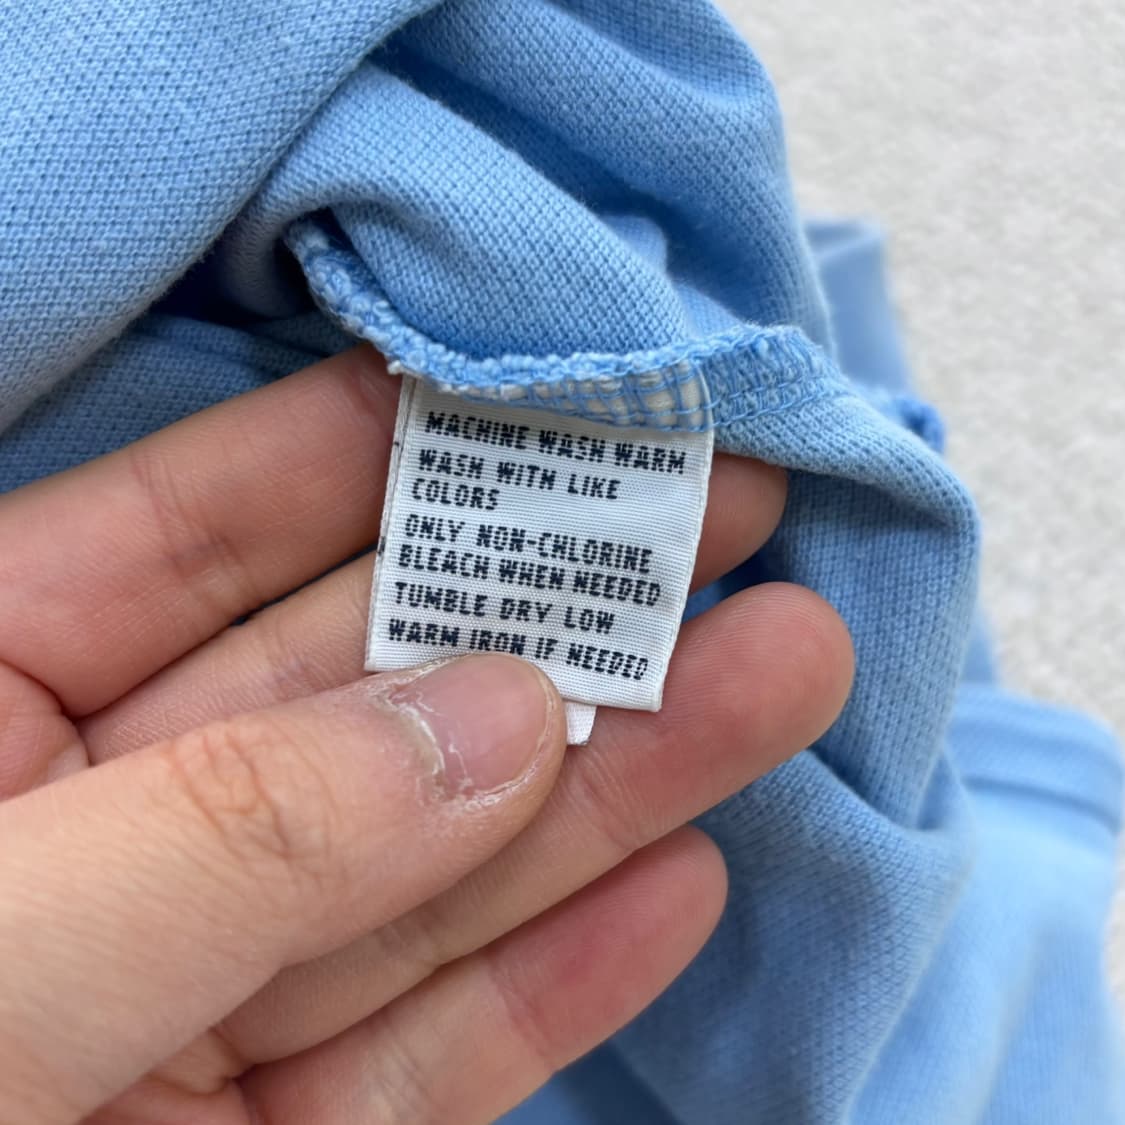 MACHINE WASH WARM
WASH WITH LIKE
COLORS
ONLY NON-CHLORINE
BLEACH WHEN NEEDED
TUMBLE DRY LOW
WARM IRON IF NEEDED